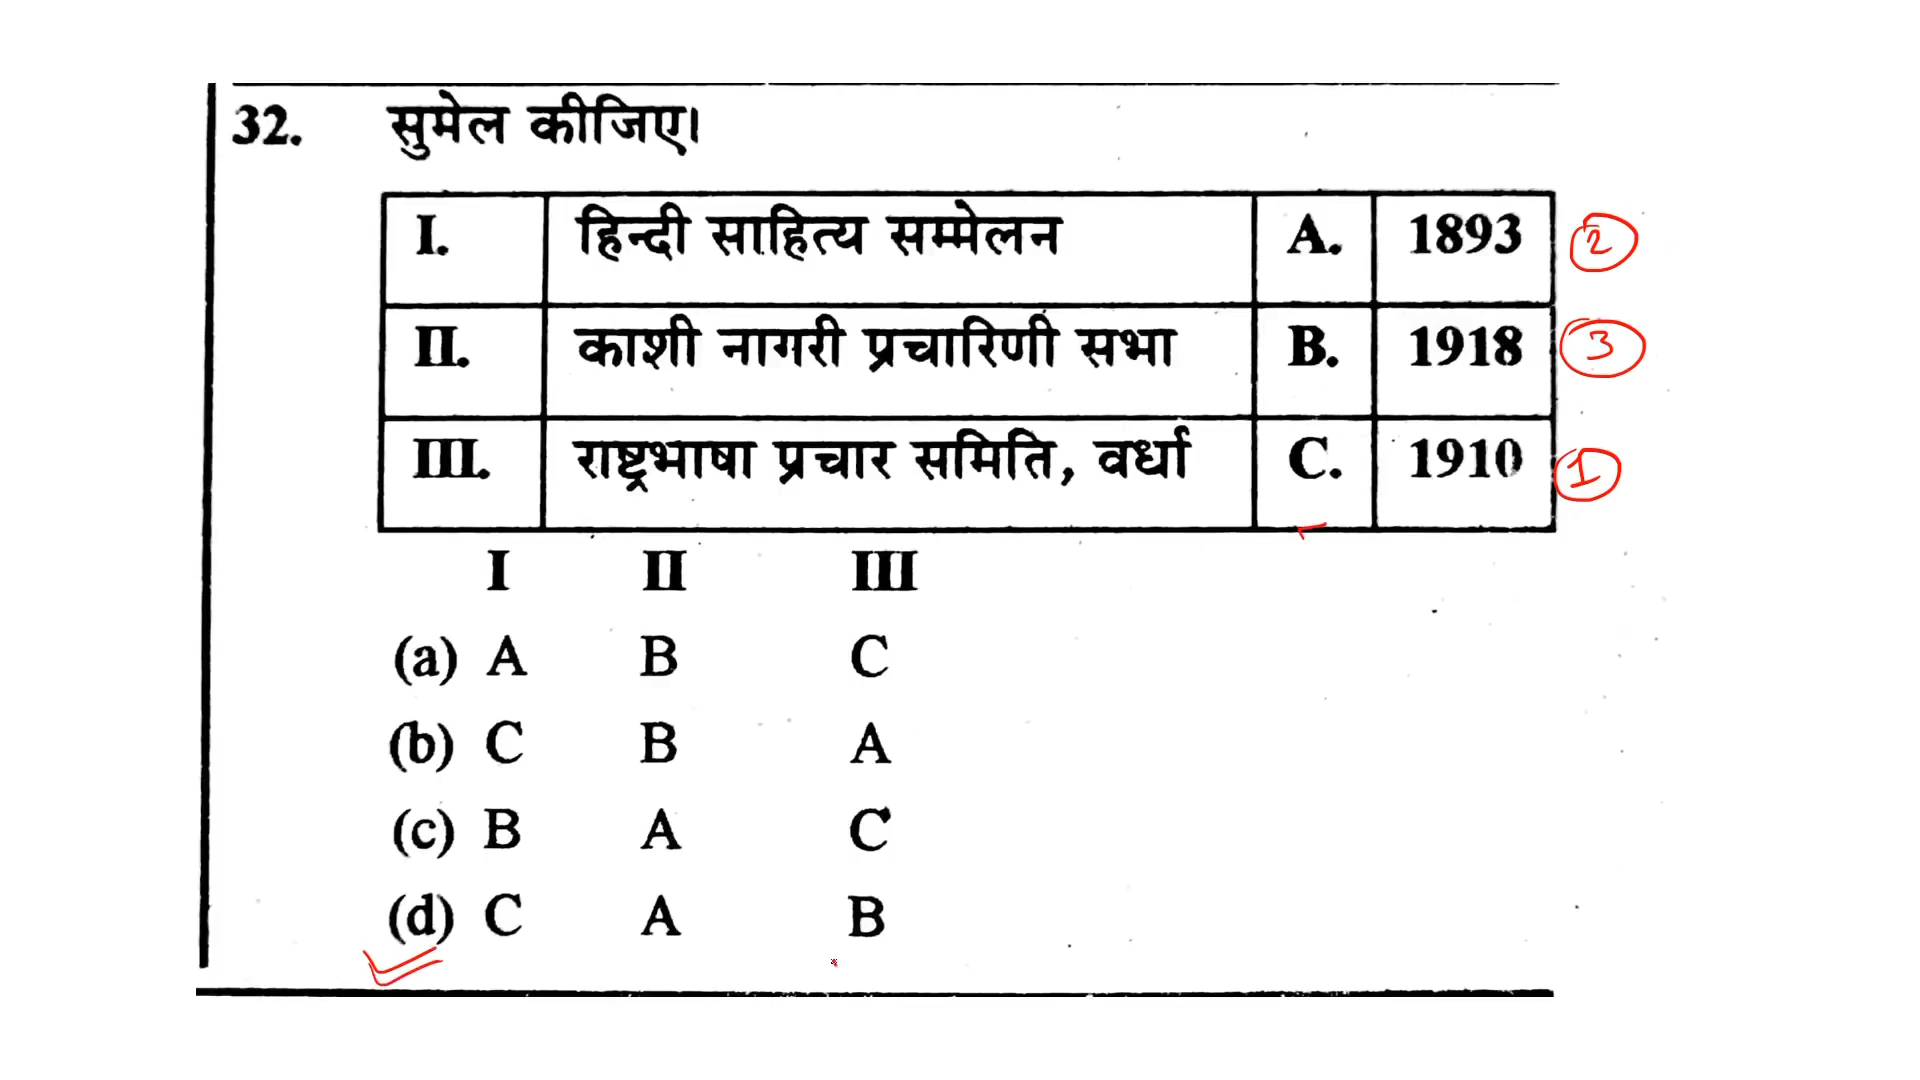 32. सुमेल कीजिए।
I. हिन्दी साहित्य सम्मेलन A. 1893 2
II. काशी नागरी प्रचारिणी सभा B. 1918 3
III. राष्ट्रभाषा प्रचार समिति, वर्धा C. 1910 1
I II III
(a) A B C
(b) C B A
(c) B A C
(d) C A B